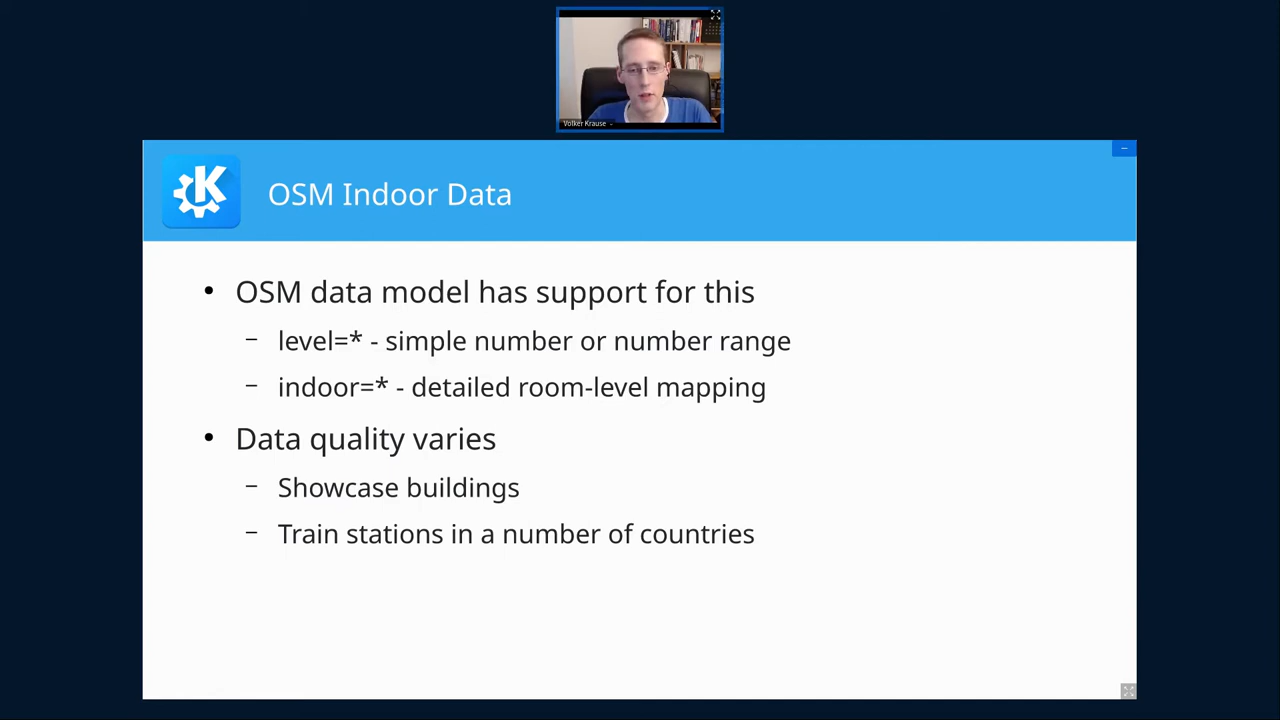 Volker Krause
OSM Indoor Data
• OSM data model has support for this
– level=* - simple number or number range
– indoor=* - detailed room-level mapping
• Data quality varies
– Showcase buildings
– Train stations in a number of countries